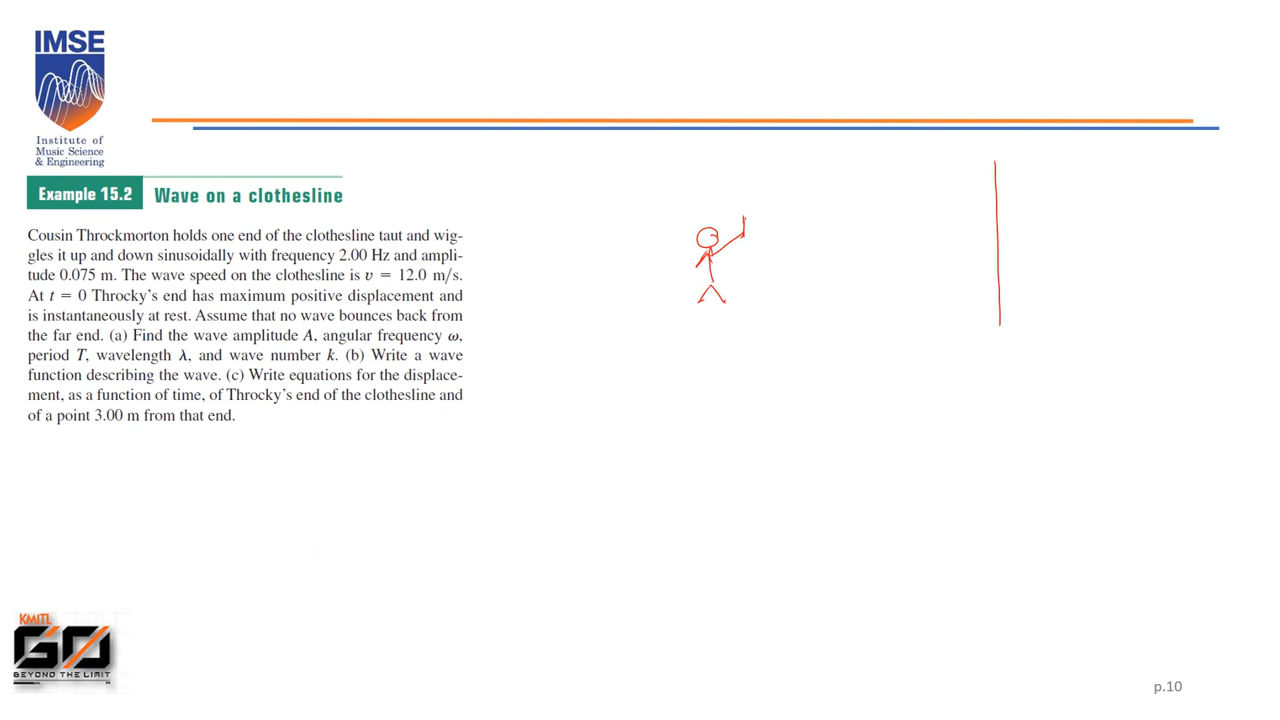 IMSE
Institute of
Music Science
& Engineering
Example 15.2 Wave on a clothesline
Cousin Throckmorton holds one end of the clothesline taut and wig-
gles it up and down sinusoidally with frequency 2.00 Hz and ampli-
tude 0.075 m. The wave speed on the clothesline is v = 12.0 m/s.
At t = 0 Throcky's end has maximum positive displacement and
is instantaneously at rest. Assume that no wave bounces back from
the far end. (a) Find the wave amplitude A, angular frequency ω,
period T, wavelength λ, and wave number k. (b) Write a wave
function describing the wave. (c) Write equations for the displace-
ment, as a function of time, of Throcky's end of the clothesline and
of a point 3.00 m from that end.
KMITL
GO
BEYOND THE LIMIT
p.10